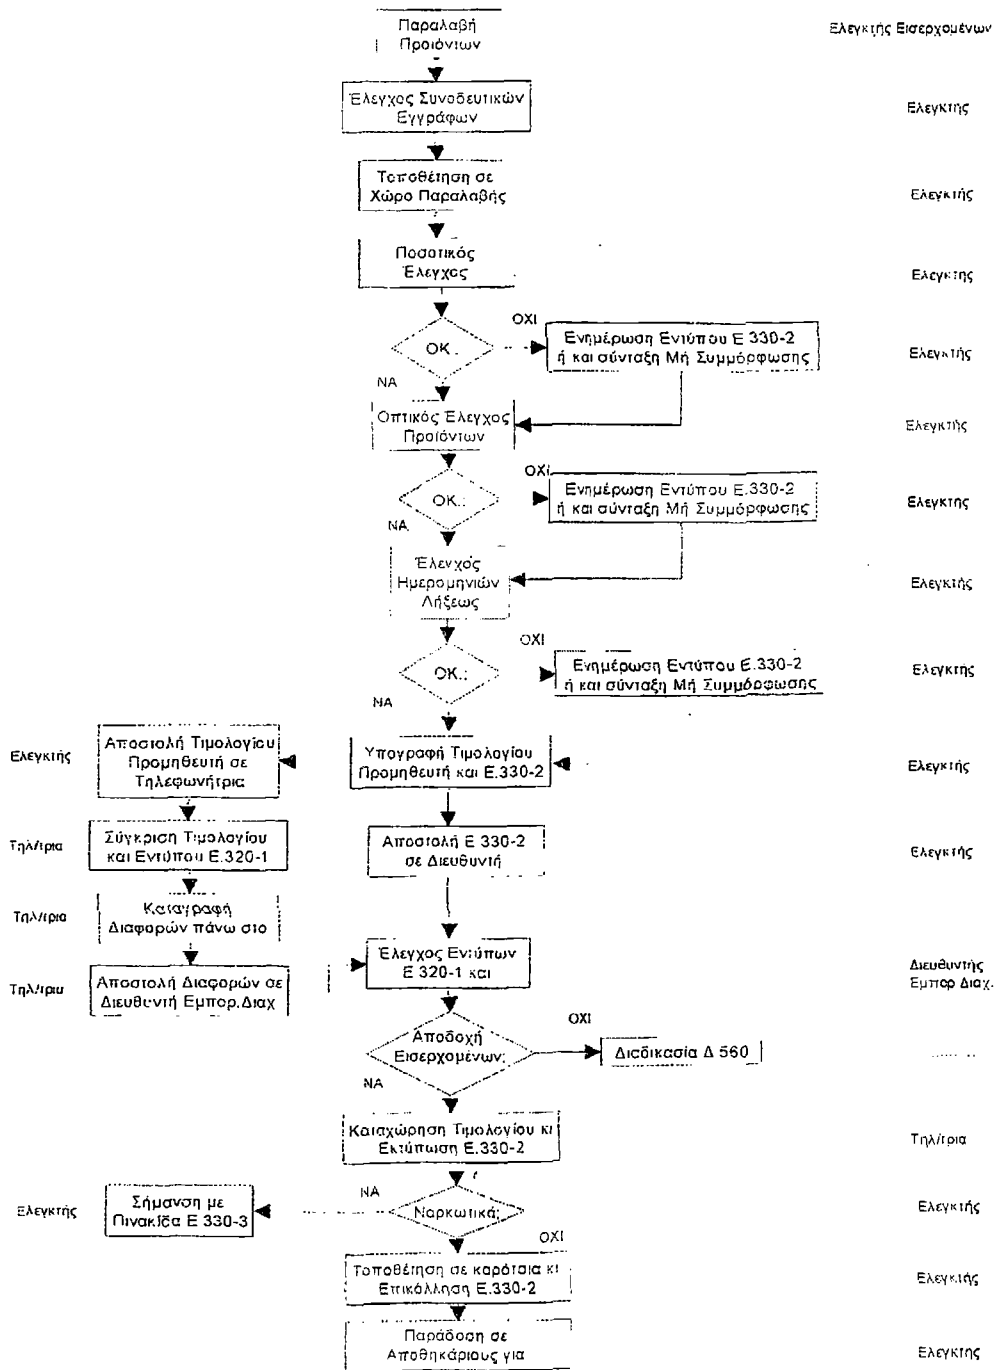 Παραλαβή
Προϊόντων
Ελεγκτής Εισερχομένων
Έλεγχος Συνοδευτικών
Εγγράφων
Ελεγκτής
Τοποθέτηση σε
Χώρο Παραλαβής
Ελεγκτής
Ποσοτικός
Έλεγχος
Ελεγκτής
ΟΚ.
ΟΧΙ
ΝΑ
Ενημέρωση Εντύπου Ε 330-2
ή και σύνταξη Μή Συμμόρφωσης
Ελεγκτής
Οπτικός Έλεγχος
Προϊόντων
Ελεγκτής
ΟΚ.;
ΟΧΙ
ΝΑ
Ενημέρωση Εντύπου Ε.330-2
ή και σύνταξη Μή Συμμόρφωσης
Ελεγκτής
Έλεγχος
Ημερομηνιών
Λήξεως
Ελεγκτής
ΟΚ.;
ΟΧΙ
ΝΑ
Ενημέρωση Εντύπου Ε.330-2
ή και σύνταξη Μή Συμμόρφωσης
Ελεγκτής
Ελεγκτής
Αποστολή Τιμολογίου
Προμηθευτή σε
Τηλεφωνήτρια
Υπογραφή Τιμολογίου
Προμηθευτή και Ε.330-2
Ελεγκτής
Τηλ/τρια
Σύγκριση Τιμολογίου
και Εντύπου Ε.320-1
Αποστολή Ε 330-2
σε Διευθυντή
Ελεγκτής
Τηλ/τρια
Καταγραφή
Διαφορών πάνω στο
Τηλ/τρια
Αποστολή Διαφορών σε
Διευθυντή Εμπορ.Διαχ
Έλεγχος Εντύπων
Ε 320-1 και
Διευθυντής
Εμπορ Διαχ.
Αποδοχή
Εισερχομένων;
ΟΧΙ
ΝΑ
Διαδικασία Δ 560
Καταχώρηση Τιμολογίου κι
Εκτύπωση Ε.330-2
Τηλ/τρια
Ελεγκτής
Σήμανση με
Πινακίδα Ε 330-3
ΝΑ
Ναρκωτικά;
ΟΧΙ
Ελεγκτής
Τοποθέτηση σε καρότσια κι
Επικόλληση Ε.330-2
Ελεγκτής
Παράδοση σε
Αποθηκάριους για
Ελεγκτής